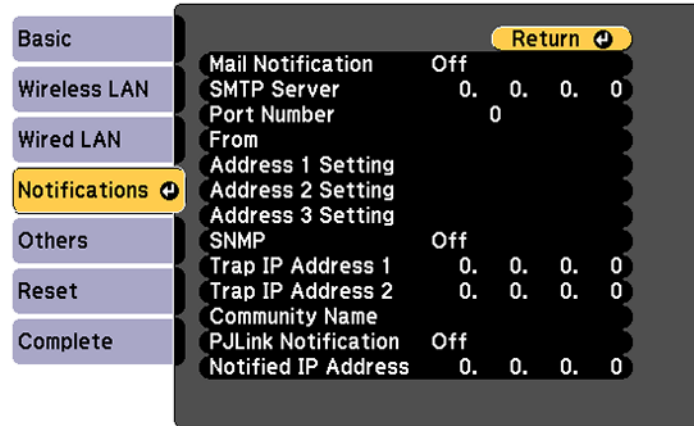 Basic
Wireless LAN
Wired LAN
Notifications
Others
Reset
Complete
Return
Mail Notification Off
SMTP Server 0. 0. 0. 0
Port Number 0
From
Address 1 Setting
Address 2 Setting
Address 3 Setting
SNMP Off
Trap IP Address 1 0. 0. 0. 0
Trap IP Address 2 0. 0. 0. 0
Community Name
PJLink Notification Off
Notified IP Address 0. 0. 0. 0